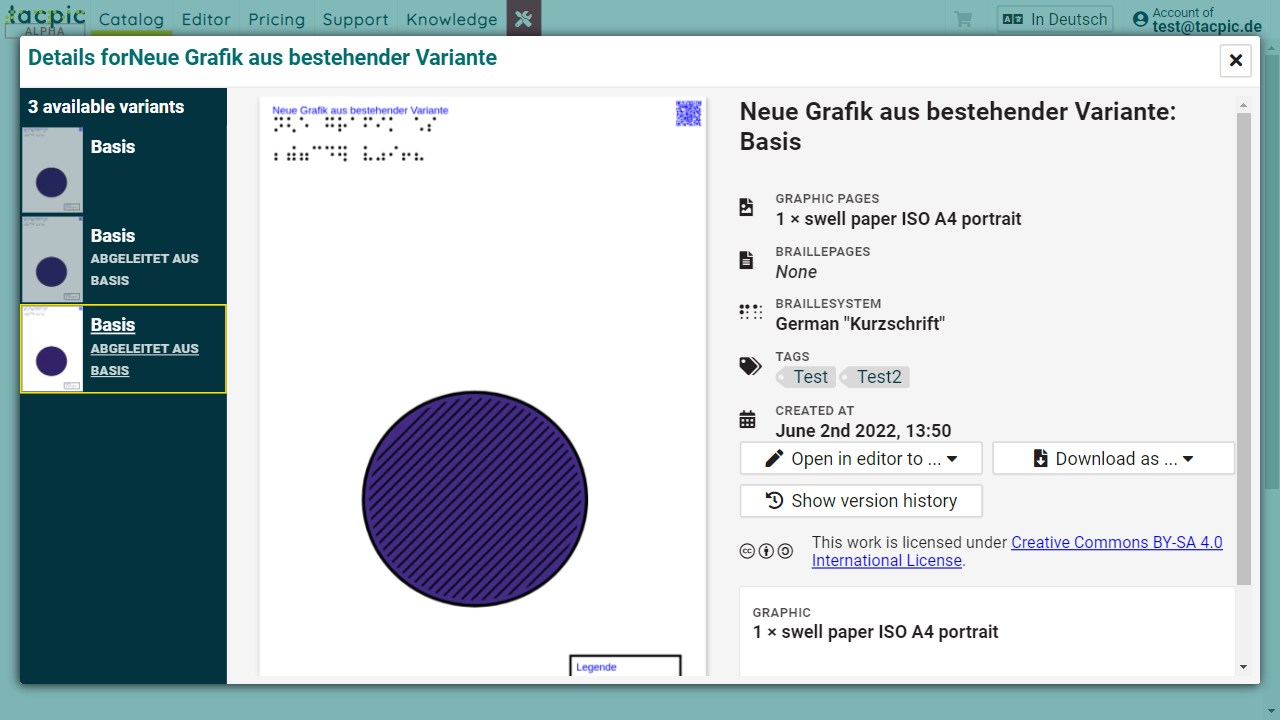 tacpic
ALPHA
Catalog
Editor
Pricing
Support
Knowledge
In Deutsch
Account of
test@tacpic.de
Details forNeue Grafik aus bestehender Variante
3 available variants
Basis
Basis
ABGELEITET AUS
BASIS
Basis
ABGELEITET AUS
BASIS
Neue Grafik aus bestehender Variante
Legende
Neue Grafik aus bestehender Variante:
Basis
GRAPHIC PAGES
1 × swell paper ISO A4 portrait
BRAILLEPAGES
None
BRAILLESYSTEM
German "Kurzschrift"
TAGS
Test
Test2
CREATED AT
June 2nd 2022, 13:50
Open in editor to ...
Download as ...
Show version history
This work is licensed under Creative Commons BY-SA 4.0
International License.
GRAPHIC
1 × swell paper ISO A4 portrait